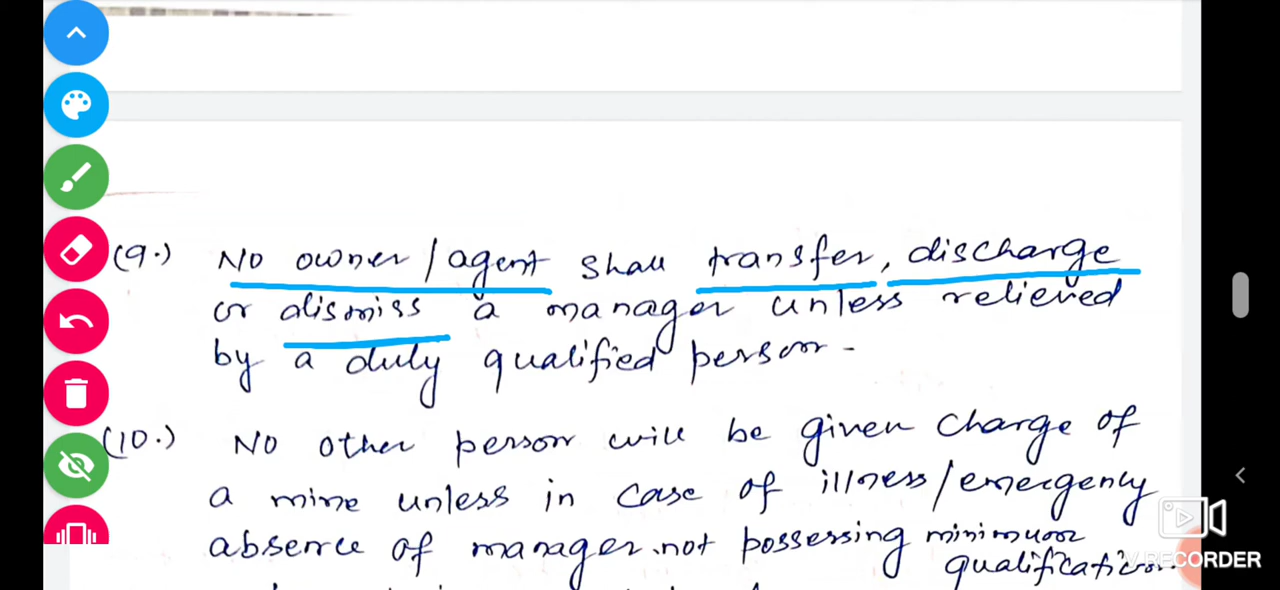 (9.) No owner/agent shall transfer, discharge
or dismiss a manager unless relieved
by a duly qualified person -
(10.) No other person will be given charge of
a mine unless in case of illness/emergency
absence of manager not possessing minimum
qualification
V RECORDER